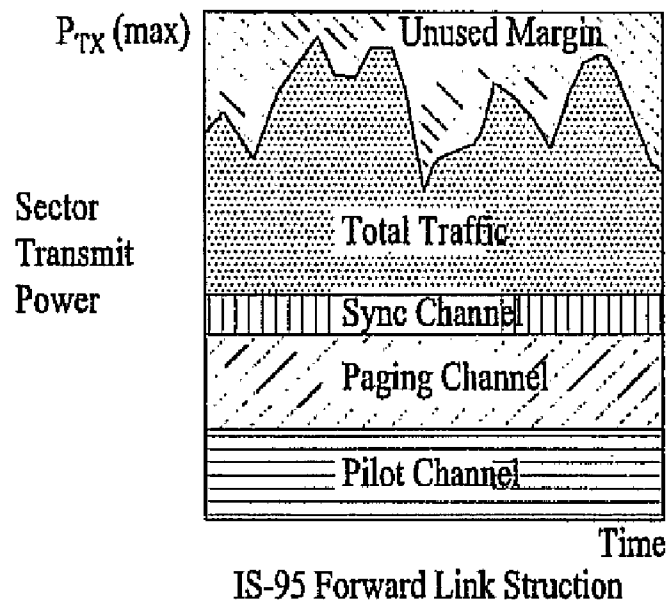 P_TX (max)
Unused Margin
Sector
Transmit
Power
Total Traffic
Sync Channel
Paging Channel
Pilot Channel
Time
IS-95 Forward Link Struction